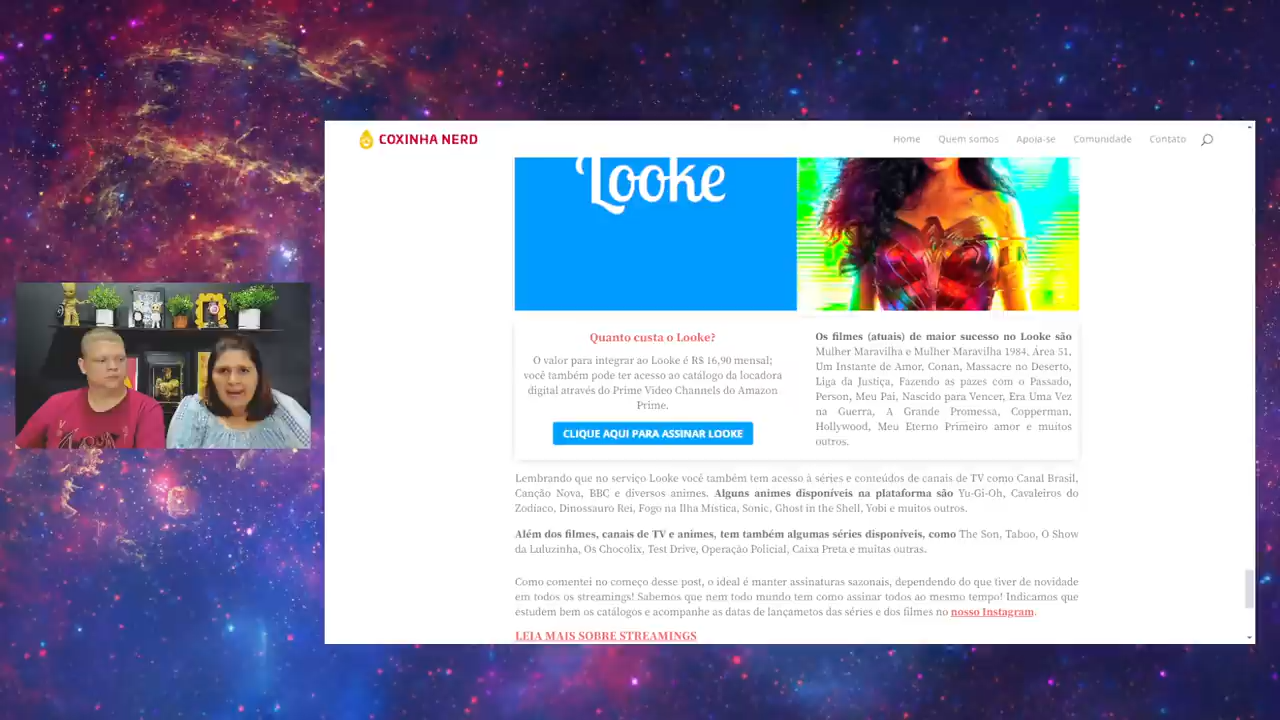 COXINHA NERD
Home Quem somos Apoia-se Comunidade Contato
Looke
Quanto custa o Looke?
O valor para integrar ao Looke é R$ 16,90 mensal;
você também pode ter acesso ao catálogo da locadora
digital através do Prime Video Channels do Amazon
Prime.
CLIQUE AQUI PARA ASSINAR LOOKE
Os filmes (atuais) de maior sucesso no Looke são
Mulher Maravilha e Mulher Maravilha 1984, Área 51,
Um Instante de Amor, Conan, Massacre no Deserto,
Liga da Justiça, Fazendo as pazes com o Passado,
Person, Meu Pai, Nascido para Vencer, Era Uma Vez
na Guerra, A Grande Promessa, Copperman,
Hollywood, Meu Eterno Primeiro amor e muitos
outros.
Lembrando que no serviço Looke você também tem acesso à séries e conteúdos de canais de TV como Canal Brasil,
Canção Nova, BBC e diversos animes. Alguns animes disponíveis na plataforma são Yu-Gi-Oh, Cavaleiros do
Zodíaco, Dinossauro Rei, Fogo na Ilha Mística, Sonic, Ghost in the Shell, Yobi e muitos outros.
Além dos filmes, canais de TV e animes, tem também algumas séries disponíveis, como The Son, Taboo, O Show
da Luluzinha, Os Chocolix, Test Drive, Operação Policial, Caixa Preta e muitas outras.
Como comentei no começo desse post, o ideal é manter assinaturas sazonais, dependendo do que tiver de novidade
em todos os streamings! Sabemos que nem todo mundo tem como assinar todos ao mesmo tempo! Indicamos que
estudem bem os catálogos e acompanhe as datas de lançametos das séries e dos filmes no nosso Instagram.
LEIA MAIS SOBRE STREAMINGS